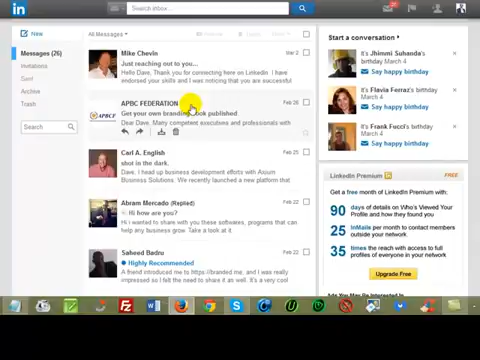 in
Search inbox...
New
All Messages
Messages (26)
Invitations
Sent
Archive
Trash
Search
Mike Chevin
Mar 2
Just reaching out to you...
Hello Dave, Thank you for connecting here on LinkedIn I have
endorsed your skills and I was noticing that you are successful
APBC FEDERATION
Feb 26
Get your own branding book published
Dear Dave, Many competent executives and professionals with
APBCF
Carl A. English
Feb 25
shot in the dark.
Dave, I head up business development efforts with Assum
Business Solutions. We recently launched a new platform that
Abram Mercado (Replied)
Feb 22
Hi how are you?
I wanted to share with you these softwares, programs that can
help any business grow. Take a look at it
Saheed Badru
Feb 22
Highly Recommended
A friend introduced me to https://branded.me, and I was really
impressed so I felt the need to share it as well. It's a very cool
Start a conversation...
It's Jhimmi Suhanda's
birthday
March 4
Say happy birthday
It's Flavia Ferraz's birthday
March 4
Say happy birthday
It's Frank Fucci's birthday
March 4
Say happy birthday
LinkedIn Premium in
FREE
Get a free month of LinkedIn Premium with:
90 days of details on Who's Viewed Your
Profile and how they found you
25 InMails per month to contact members
outside your network
35 times the reach with access to full
profiles of everyone in your network
Upgrade Free
Ads You May Be Interested In